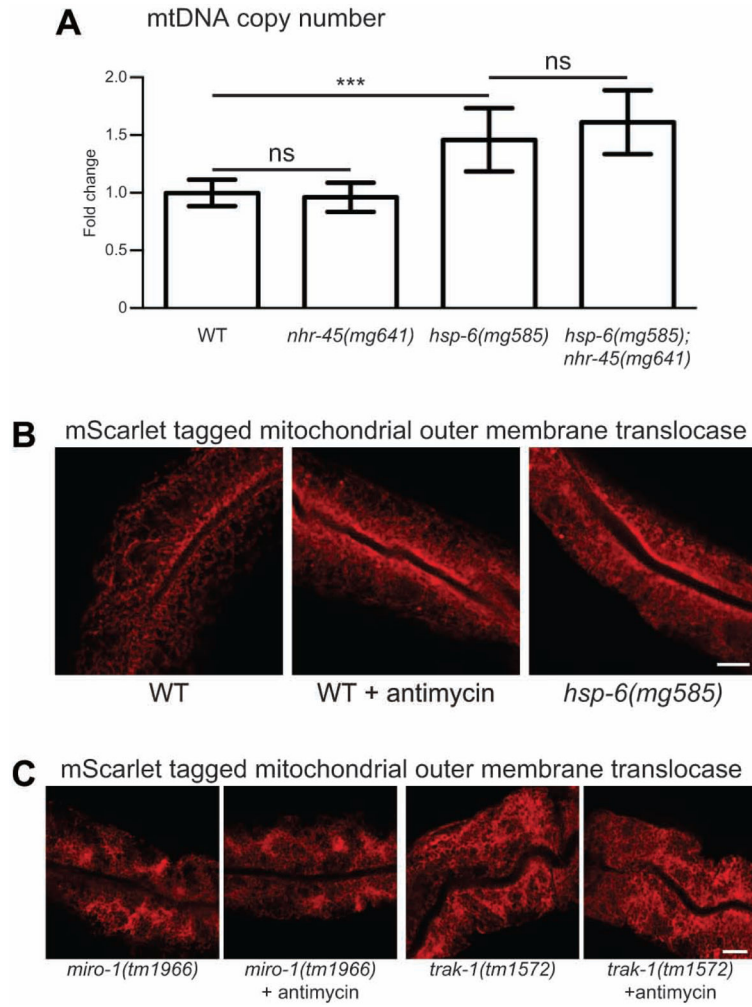 A mtDNA copy number
Fold change
2.0
1.5
1.0
0.5
0
ns
***
ns
WT
nhr-45(mg641)
hsp-6(mg585)
hsp-6(mg585);
nhr-45(mg641)
B mScarlet tagged mitochondrial outer membrane translocase
WT
WT + antimycin
hsp-6(mg585)
C mScarlet tagged mitochondrial outer membrane translocase
miro-1(tm1966)
miro-1(tm1966)
+ antimycin
trak-1(tm1572)
trak-1(tm1572)
+antimycin